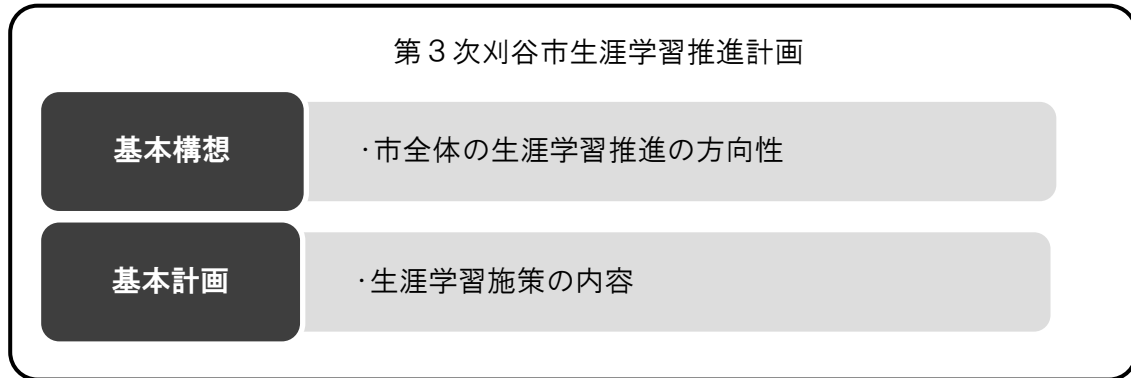 第３次刈谷市生涯学習推進計画
基本構想
・市全体の生涯学習推進の方向性
基本計画
・生涯学習施策の内容